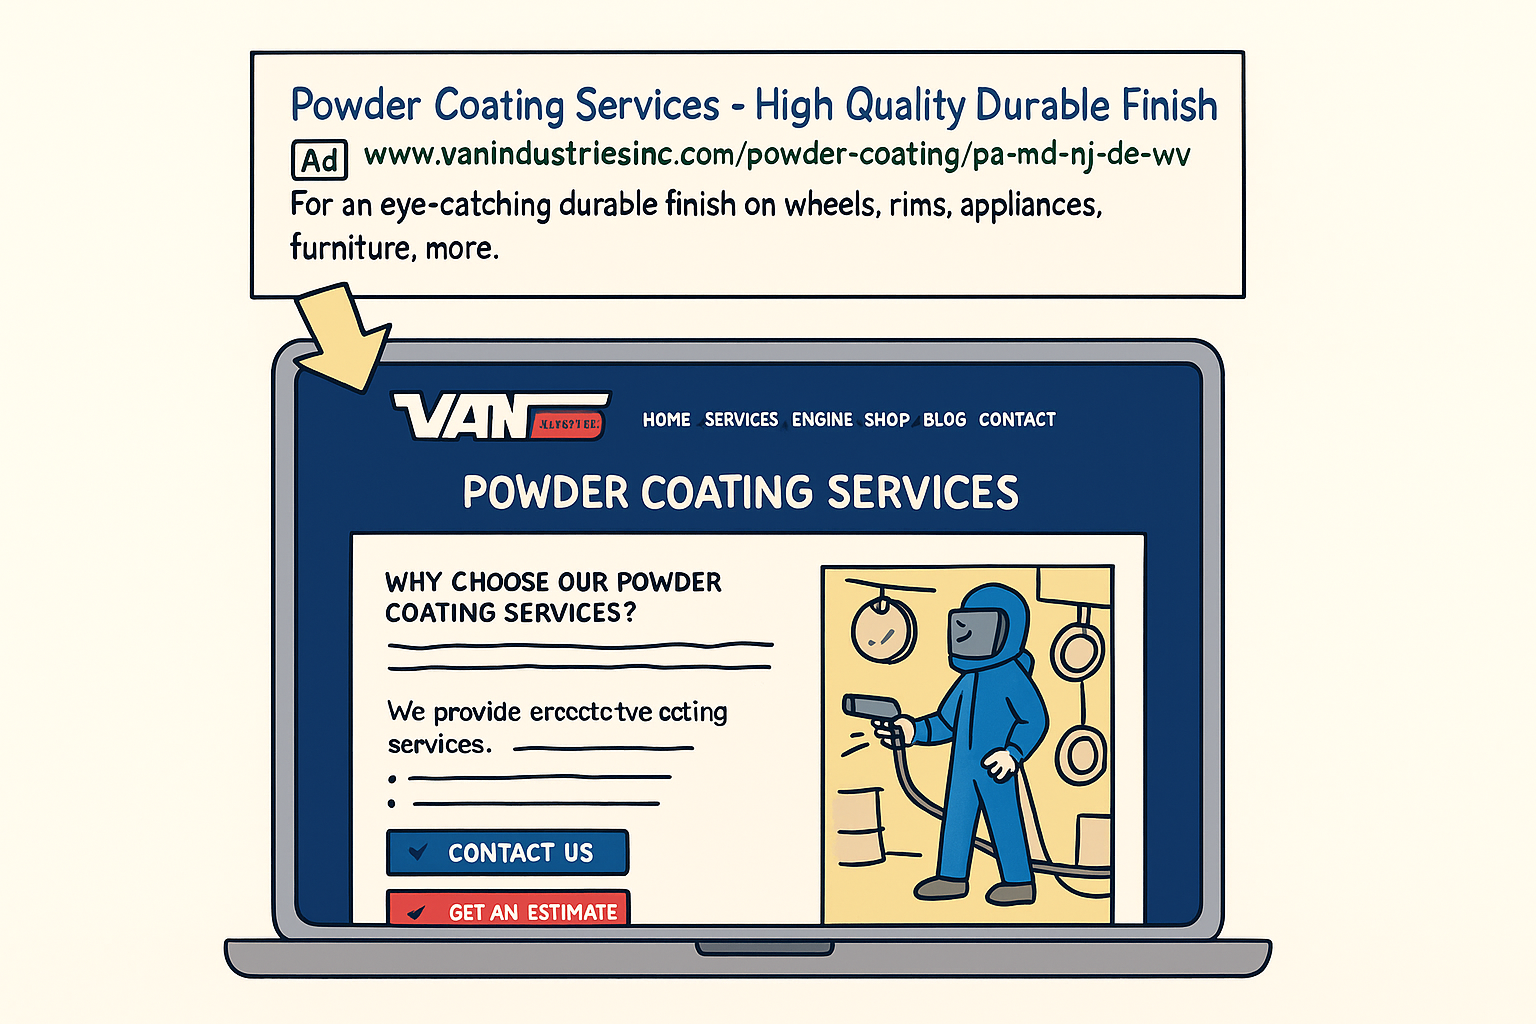 Powder Coating Services - High Quality Durable Finish
Ad www.vanindustriesinc.com/powder-coating/pa-md-nj-de-wv
For an eye-catching durable finish on wheels, rims, appliances,
furniture, more.
VAN
HOME SERVICES ENGINE SHOP BLOG CONTACT
POWDER COATING SERVICES
WHY CHOOSE OUR POWDER
COATING SERVICES?
We provide
services.
CONTACT US
GET AN ESTIMATE